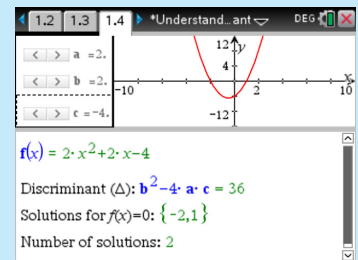 1.2 1.3 1.4 *Understand...ant DEG
a =2.
b =2.
c =-4.
12 y
4
x
-10 2 10
-12
f(x) = 2·x²+2·x-4
Discriminant (Δ): b²-4·a·c = 36
Solutions for f(x)=0: {-2,1}
Number of solutions: 2